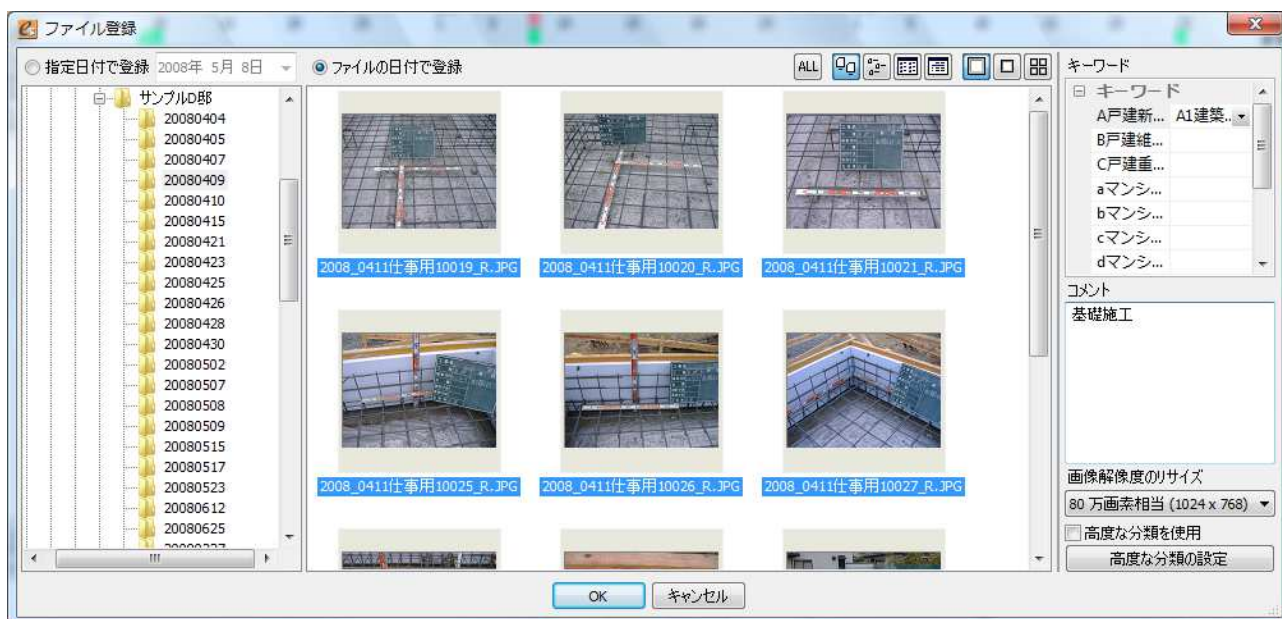 ファイル登録
指定日付で登録 2008年 5月 8日
ファイルの日付で登録
ALL
サンプルD邸
20080404
20080405
20080407
20080409
20080410
20080415
20080421
20080423
20080425
20080426
20080428
20080430
20080502
20080507
20080508
20080509
20080515
20080517
20080523
20080612
20080625
2008_0411仕事用10019_R.JPG
2008_0411仕事用10020_R.JPG
2008_0411仕事用10021_R.JPG
2008_0411仕事用10025_R.JPG
2008_0411仕事用10026_R.JPG
2008_0411仕事用10027_R.JPG
キーワード
キーワード
A戸建新... A1建築...
B戸建維...
C戸建重...
aマンシ...
bマンシ...
cマンシ...
dマンシ...
コメント
基礎施工
画像解像度のリサイズ
80 万画素相当 (1024 x 768)
高度な分類を使用
高度な分類の設定
OK
キャンセル